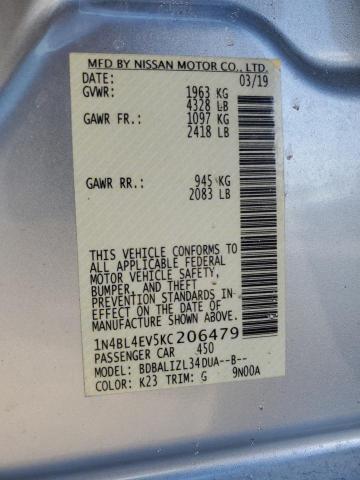 MFD BY NISSAN MOTOR CO., LTD.
DATE: 03/19
GVWR: 1963 KG
4328 LB
GAWR FR.: 1097 KG
2418 LB
GAWR RR.: 945 KG
2083 LB
THIS VEHICLE CONFORMS TO
ALL APPLICABLE FEDERAL
MOTOR VEHICLE SAFETY,
BUMPER, AND THEFT
PREVENTION STANDARDS
IN EFFECT ON THE DATE OF
MANUFACTURE SHOWN ABOVE.
1N4BL4EV5KC206479
PASSENGER CAR 450
MODEL: BDBALIZL34DUA--B--
COLOR: K23 TRIM: G 9N00A